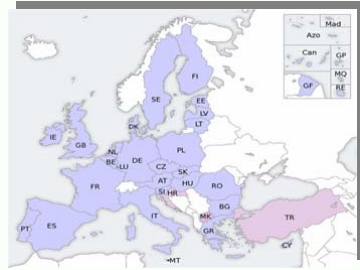 Mad
Azo
Can
GP
MQ
GF
RE
FI
SE
EE
LV
DK
LT
IE
GB
NL
BE
DE
PL
LU
CZ
SK
FR
AT
HU
SI
HR
RO
IT
BG
PT
ES
MK
TR
GR
CY
MT